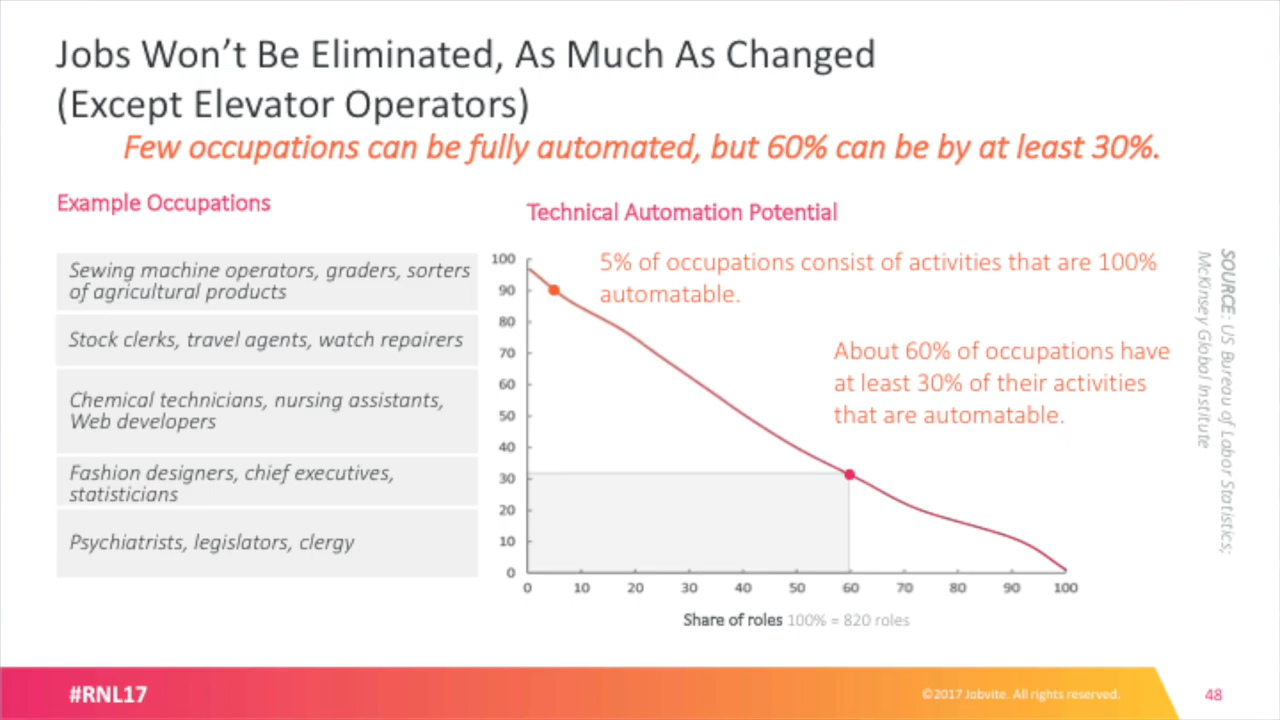 Jobs Won’t Be Eliminated, As Much As Changed
(Except Elevator Operators)
Few occupations can be fully automated, but 60% can be by at least 30%.
Example Occupations
Sewing machine operators, graders, sorters
of agricultural products
Stock clerks, travel agents, watch repairers
Chemical technicians, nursing assistants,
Web developers
Fashion designers, chief executives,
statisticians
Psychiatrists, legislators, clergy
Technical Automation Potential
5% of occupations consist of activities that are 100%
automatable.
About 60% of occupations have
at least 30% of their activities
that are automatable.
100
90
80
70
60
50
40
30
20
10
0
0 10 20 30 40 50 60 70 80 90 100
Share of roles 100% = 820 roles
SOURCE: US Bureau of Labor Statistics;
McKinsey Global Institute
#RNL17
©2017 Jobvite. All rights reserved.
48